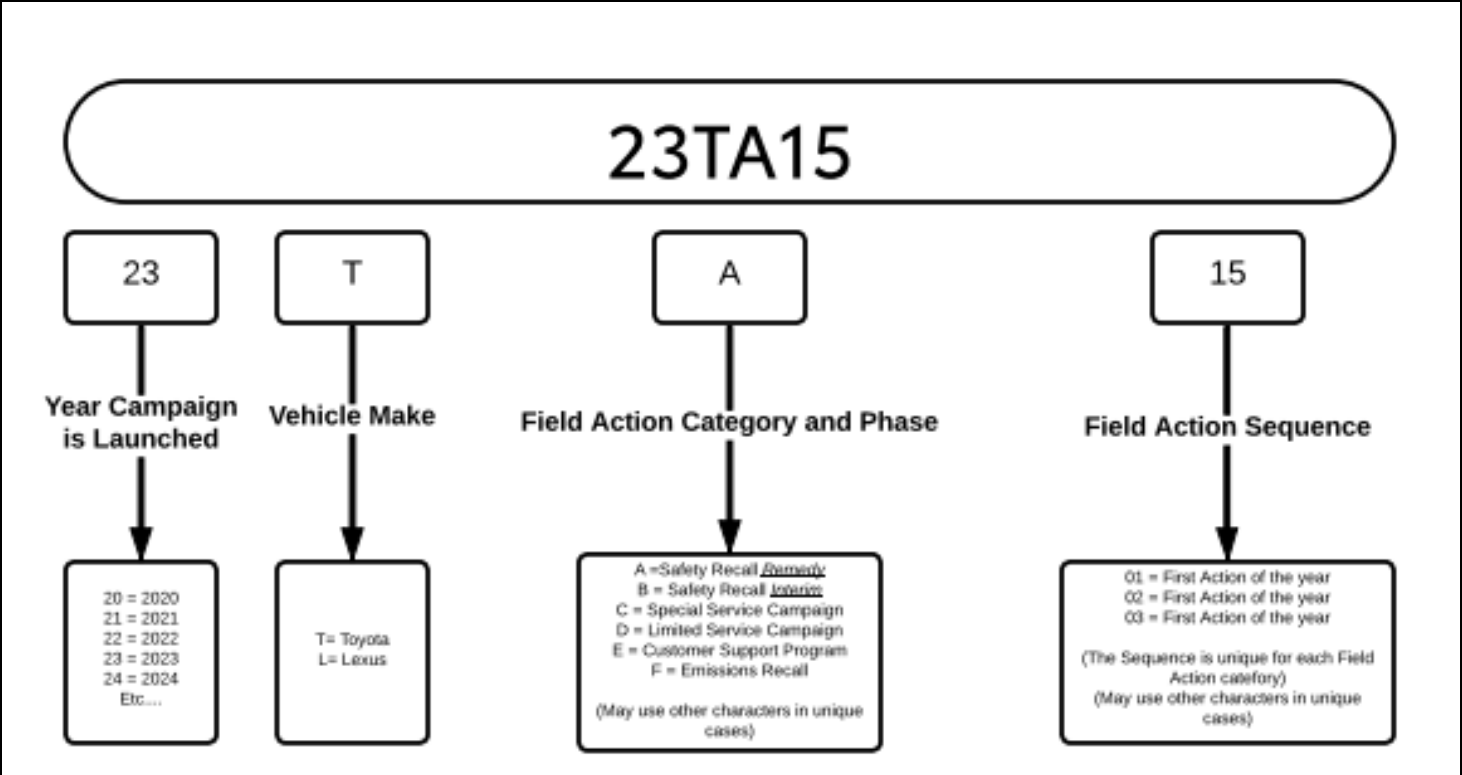 23TA15
23
T
A
15
Year Campaign
is Launched
Vehicle Make
Field Action Category and Phase
Field Action Sequence
20 = 2020
21 = 2021
22 = 2022
23 = 2023
24 = 2024
Etc....
T= Toyota
L= Lexus
A =Safety Recall Remedy
B = Safety Recall Interim
C = Special Service Campaign
D = Limited Service Campaign
E = Customer Support Program
F = Emissions Recall
(May use other characters in unique
cases)
01 = First Action of the year
02 = First Action of the year
03 = First Action of the year
(The Sequence is unique for each Field
Action catefory)
(May use other characters in unique
cases)